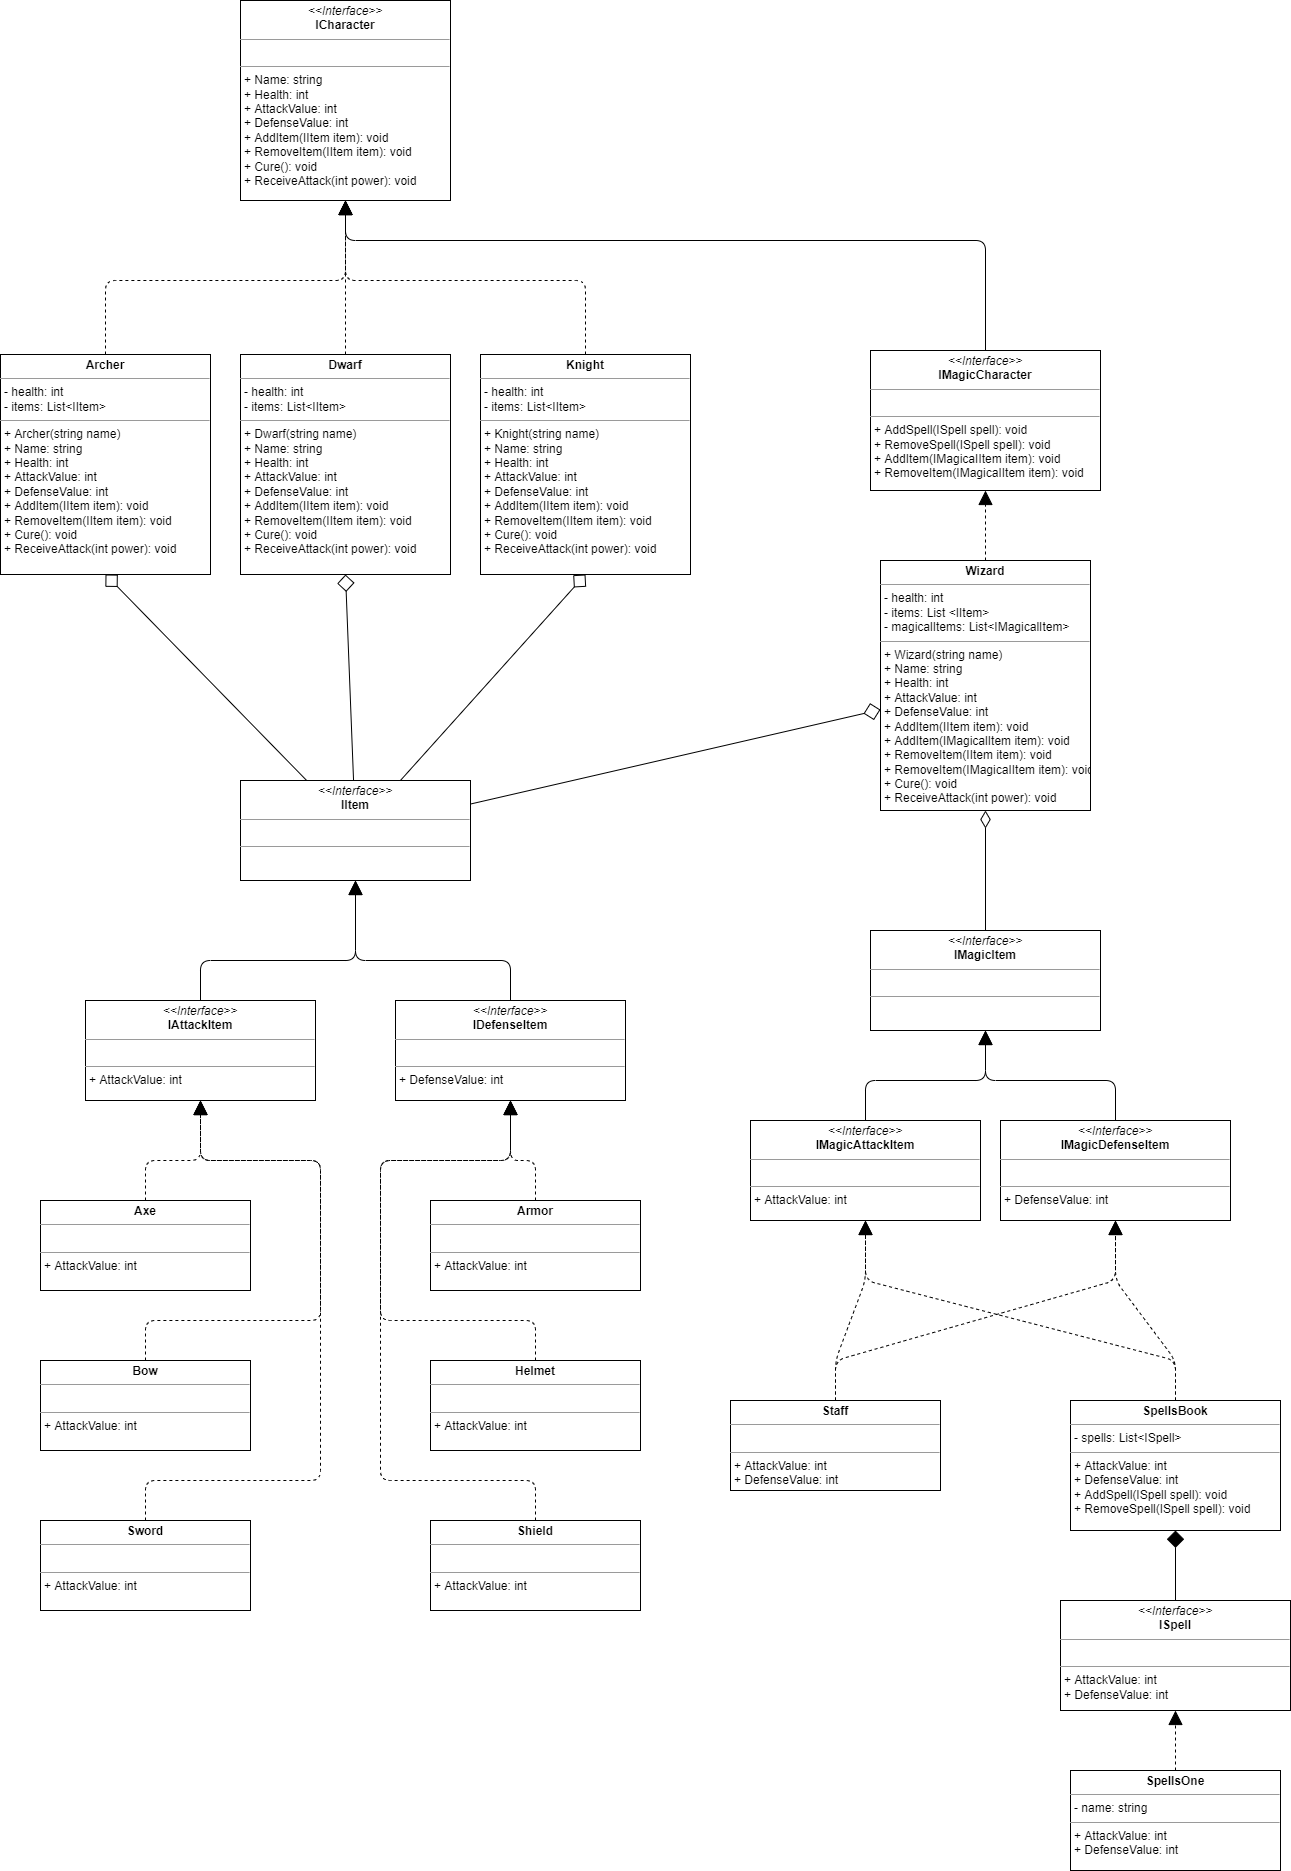 <<Interface>>
ICharacter
+ Name: string
+ Health: int
+ AttackValue: int
+ DefenseValue: int
+ AddItem(IItem item): void
+ RemoveItem(IItem item): void
+ Cure(): void
+ ReceiveAttack(int power): void
Archer
- health: int
- items: List<IItem>
+ Archer(string name)
+ Name: string
+ Health: int
+ AttackValue: int
+ DefenseValue: int
+ AddItem(IItem item): void
+ RemoveItem(IItem item): void
+ Cure(): void
+ ReceiveAttack(int power): void
Dwarf
- health: int
- items: List<IItem>
+ Dwarf(string name)
+ Name: string
+ Health: int
+ AttackValue: int
+ DefenseValue: int
+ AddItem(IItem item): void
+ RemoveItem(IItem item): void
+ Cure(): void
+ ReceiveAttack(int power): void
Knight
- health: int
- items: List<IItem>
+ Knight(string name)
+ Name: string
+ Health: int
+ AttackValue: int
+ DefenseValue: int
+ AddItem(IItem item): void
+ RemoveItem(IItem item): void
+ Cure(): void
+ ReceiveAttack(int power): void
<<Interface>>
IMagicCharacter
+ AddSpell(ISpell spell): void
+ RemoveSpell(ISpell spell): void
+ AddItem(IMagicalItem item): void
+ RemoveItem(IMagicalItem item): void
Wizard
- health: int
- items: List <IItem>
- magicalItems: List<IMagicalItem>
+ Wizard(string name)
+ Name: string
+ Health: int
+ AttackValue: int
+ DefenseValue: int
+ AddItem(IItem item): void
+ AddItem(IMagicalItem item): void
+ RemoveItem(IItem item): void
+ RemoveItem(IMagicalItem item): void
+ Cure(): void
+ ReceiveAttack(int power): void
<<Interface>>
IItem
<<Interface>>
IMagicItem
<<Interface>>
IAttackItem
+ AttackValue: int
<<Interface>>
IDefenseItem
+ DefenseValue: int
<<Interface>>
IMagicAttackItem
+ AttackValue: int
<<Interface>>
IMagicDefenseItem
+ DefenseValue: int
Axe
+ AttackValue: int
Armor
+ AttackValue: int
Bow
+ AttackValue: int
Helmet
+ AttackValue: int
Staff
+ AttackValue: int
+ DefenseValue: int
SpellsBook
- spells: List<ISpell>
+ AttackValue: int
+ DefenseValue: int
+ AddSpell(ISpell spell): void
+ RemoveSpell(ISpell spell): void
Sword
+ AttackValue: int
Shield
+ AttackValue: int
<<Interface>>
ISpell
+ AttackValue: int
+ DefenseValue: int
SpellsOne
- name: string
+ AttackValue: int
+ DefenseValue: int